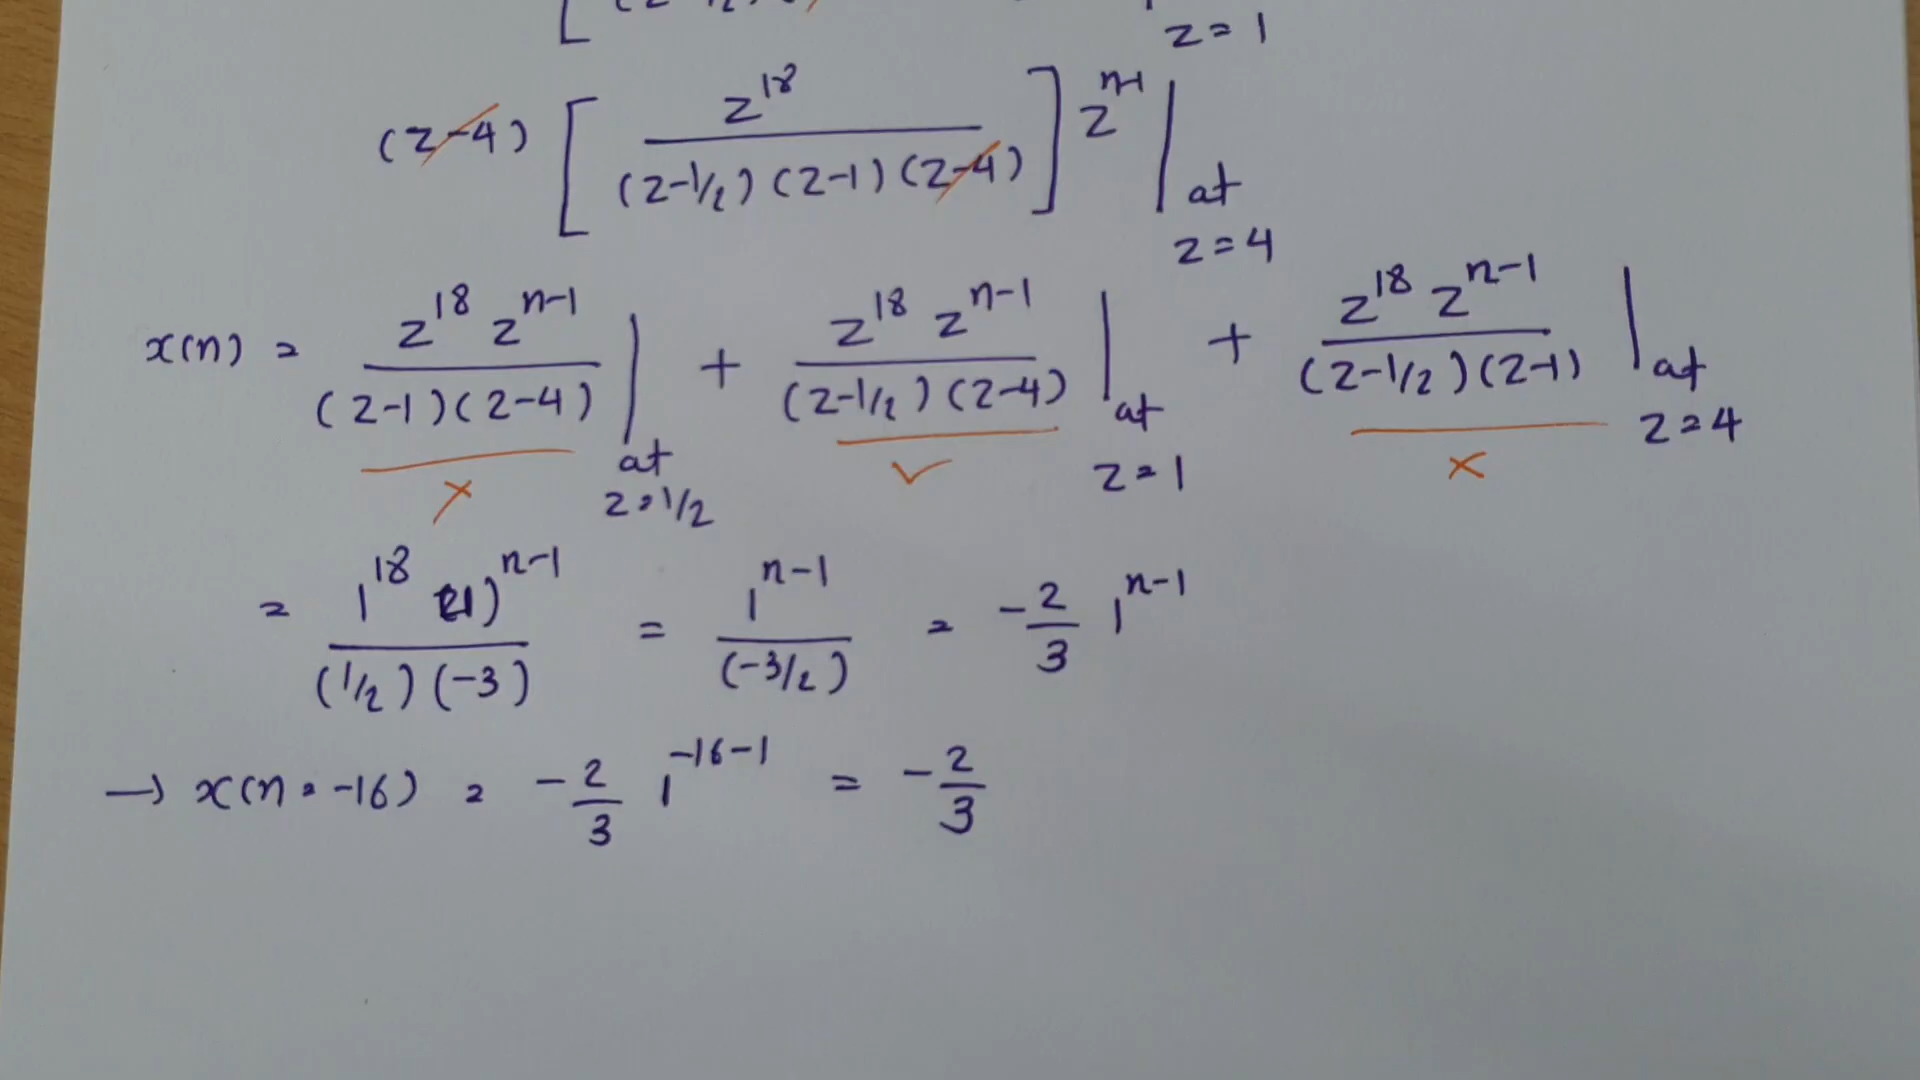 z = 1
(z-4) [ z^18 / (z-1/2)(z-1)(z-4) ] z^n-1 | at z=4
x(n) = z^18 z^n-1 / (z-1)(z-4) | at z=1/2 + z^18 z^n-1 / (z-1/2)(z-4) | at z=1 + z^18 z^n-1 / (z-1/2)(z-1) | at z=4
× ✓ ×
= 1^18 (1)^n-1 / (1/2)(-3) = 1^n-1 / (-3/2) = -2/3 1^n-1
→ x(n=-16) = -2/3 1^-16-1 = -2/3